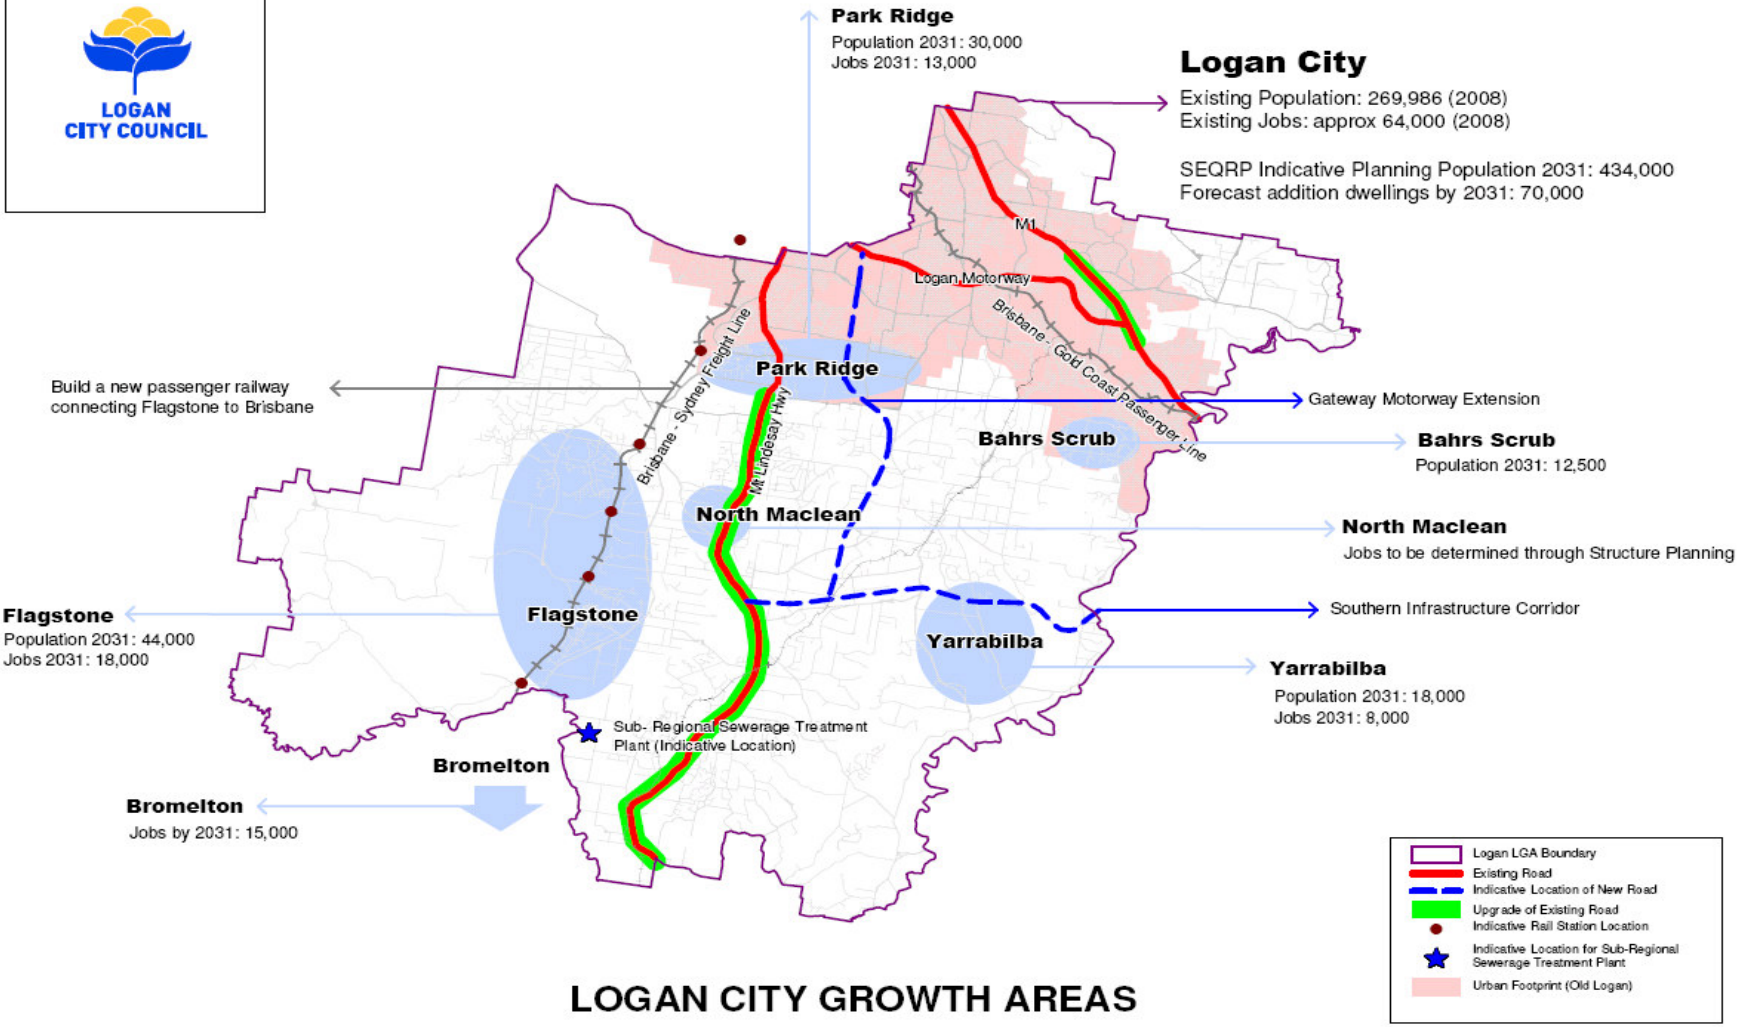 LOGAN
CITY COUNCIL
Park Ridge
Population 2031: 30,000
Jobs 2031: 13,000
Logan City
Existing Population: 269,986 (2008)
Existing Jobs: approx 64,000 (2008)
SEQRP Indicative Planning Population 2031: 434,000
Forecast addition dwellings by 2031: 70,000
M1
Logan Motorway
Brisbane - Gold Coast Passenger Line
Brisbane - Sydney Freight Line
Park Ridge
Mt Lindesay Hwy
Build a new passenger railway
connecting Flagstone to Brisbane
Gateway Motorway Extension
Bahrs Scrub
Bahrs Scrub
Population 2031: 12,500
North Maclean
North Maclean
Jobs to be determined through Structure Planning
Flagstone
Population 2031: 44,000
Jobs 2031: 18,000
Flagstone
Southern Infrastructure Corridor
Yarrabilba
Yarrabilba
Population 2031: 18,000
Jobs 2031: 8,000
Sub- Regional Sewerage Treatment
Plant (Indicative Location)
Bromelton
Bromelton
Jobs by 2031: 15,000
Logan LGA Boundary
Existing Road
Indicative Location of New Road
Upgrade of Existing Road
Indicative Rail Station Location
Indicative Location for Sub-Regional
Sewerage Treatment Plant
Urban Footprint (Old Logan)
LOGAN CITY GROWTH AREAS